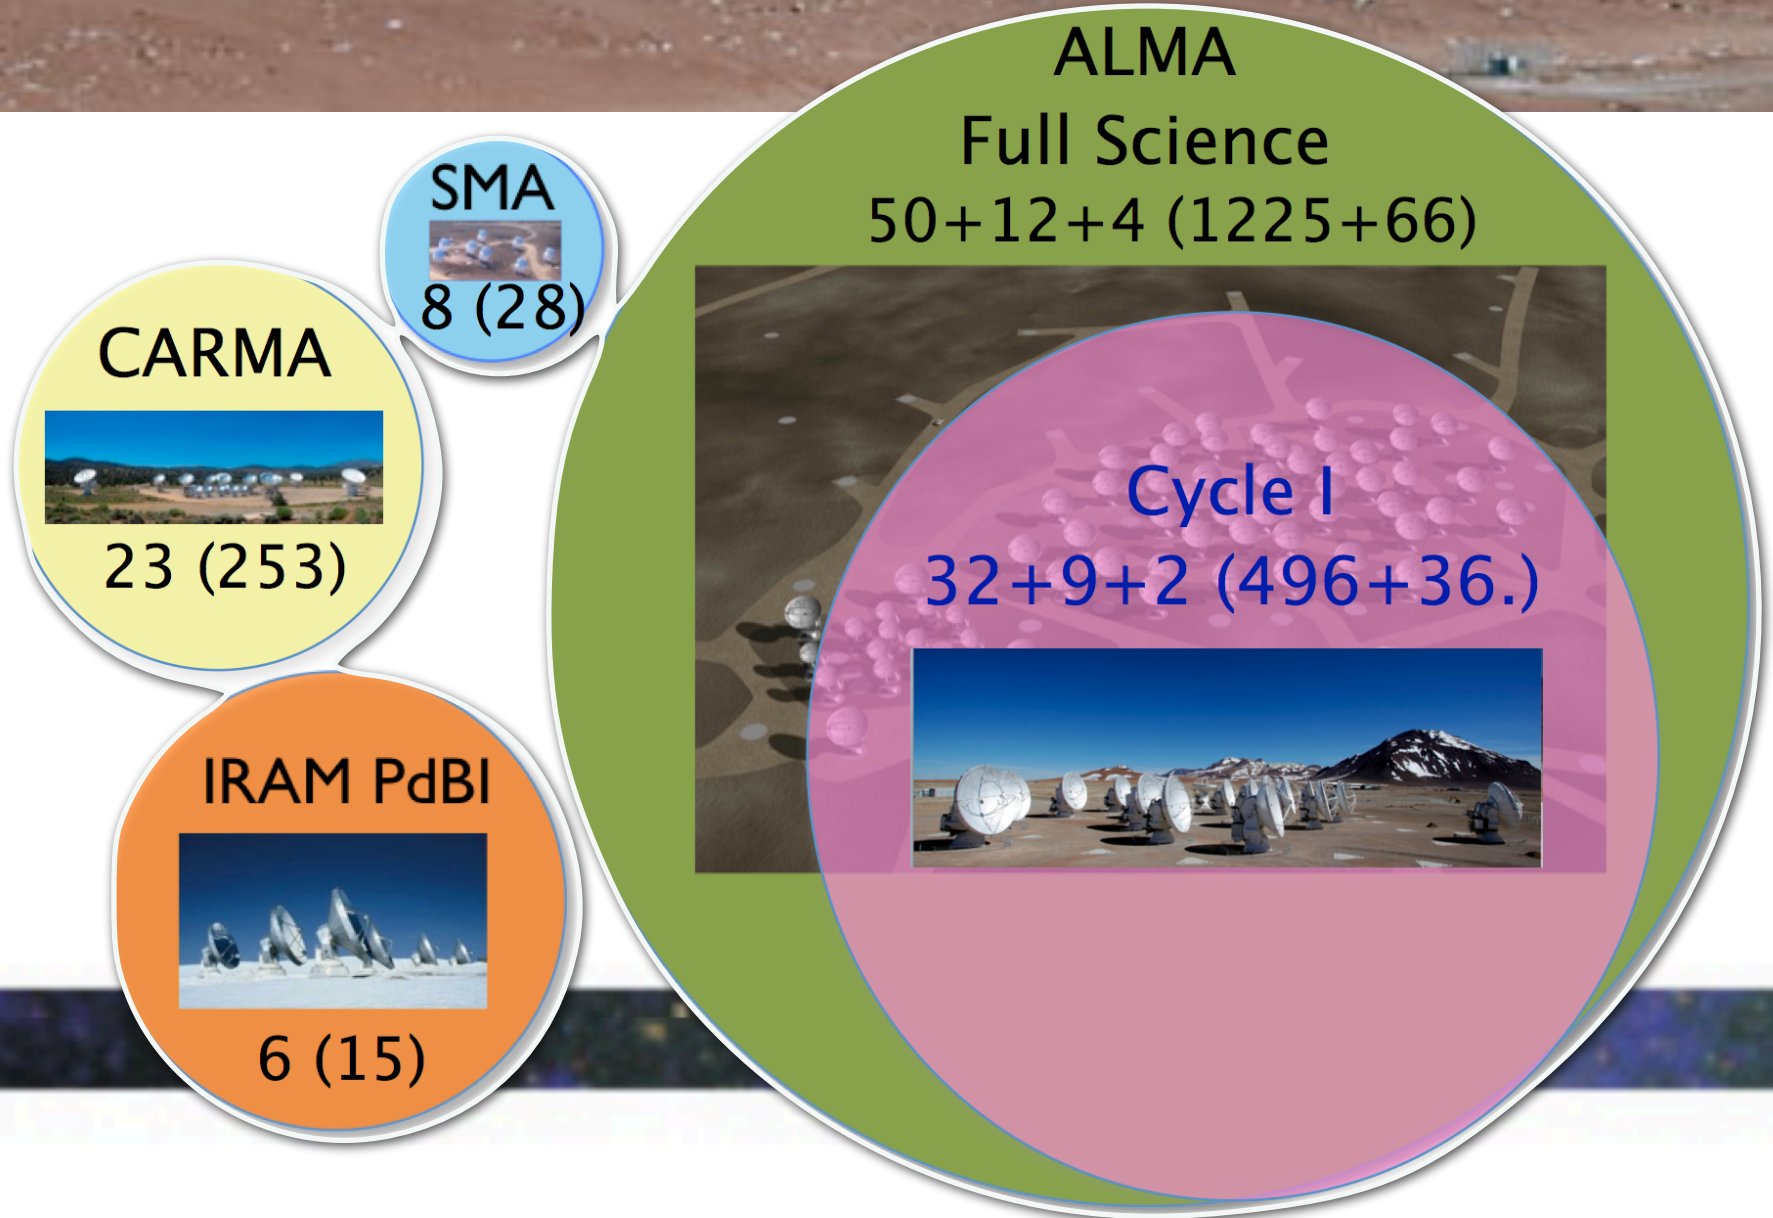 ALMA
Full Science
50+12+4 (1225+66)
SMA
8 (28)
CARMA
23 (253)
Cycle I
32+9+2 (496+36.)
IRAM PdBI
6 (15)